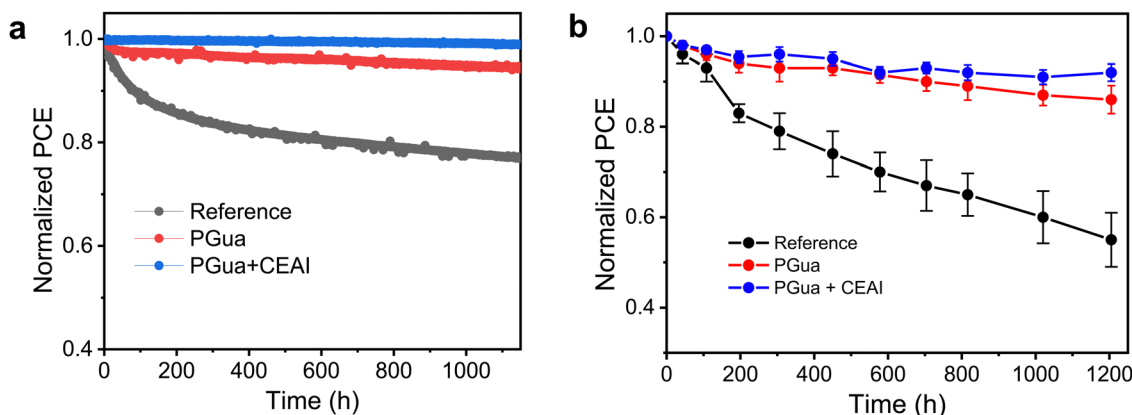 a
Normalized PCE
1.0
0.8
0.6
0.4
Reference
PGua
PGua+CEAI
0 200 400 600 800 1000
Time (h)
b
Normalized PCE
1.0
0.8
0.6
0.4
Reference
PGua
PGua + CEAI
0 200 400 600 800 1000 1200
Time (h)